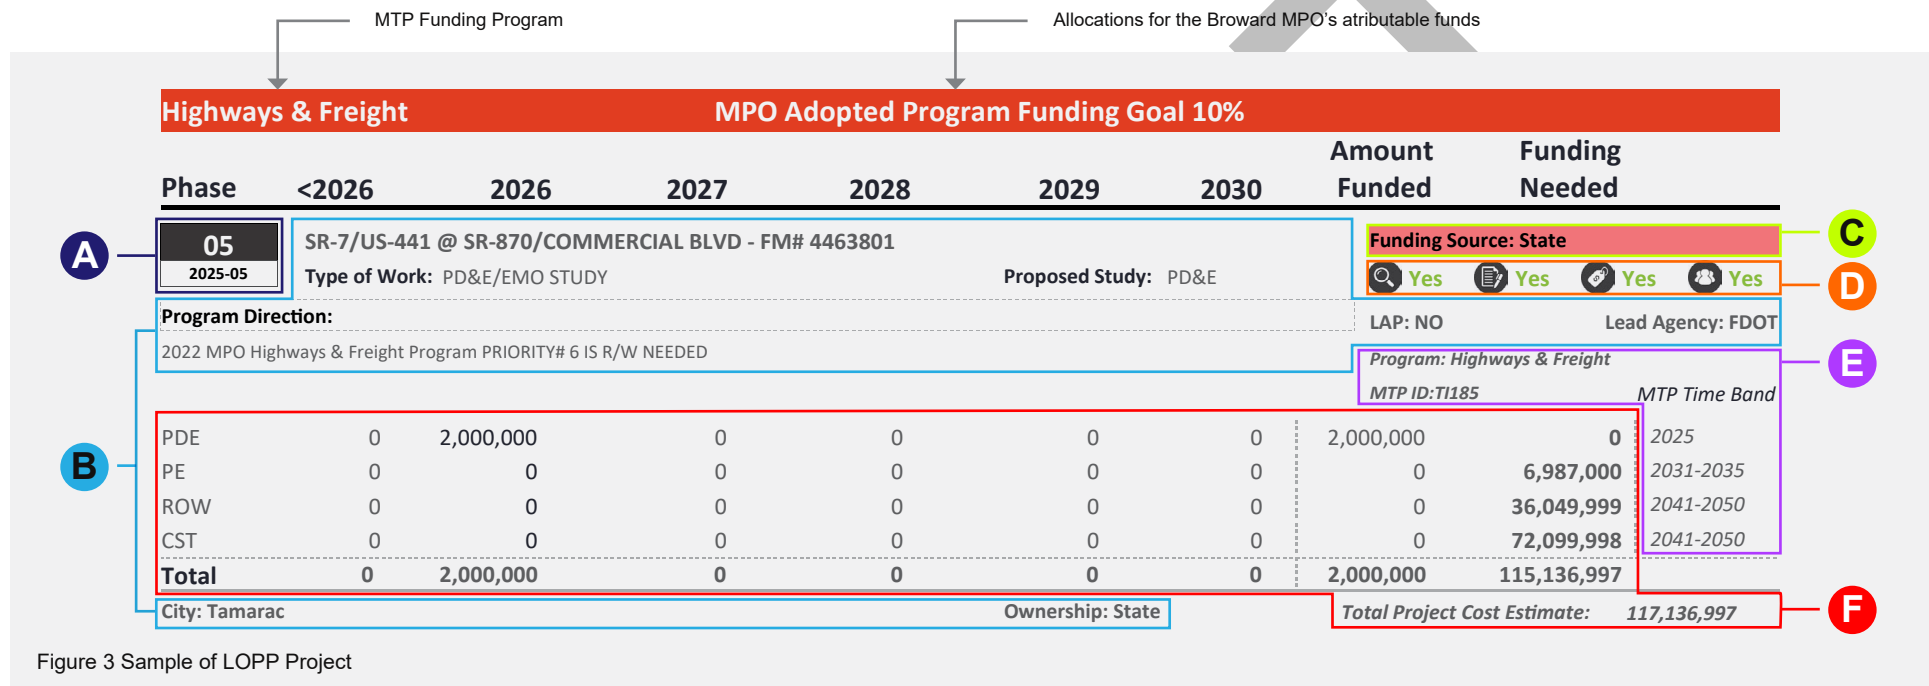 MTP Funding Program
Allocations for the Broward MPO's atributable funds
Highways & Freight MPO Adopted Program Funding Goal 10%
Phase <2026 2026 2027 2028 2029 2030 Amount Funded Funding Needed
A
05
2025-05
SR-7/US-441 @ SR-870/COMMERCIAL BLVD - FM# 4463801
Type of Work: PD&E/EMO STUDY Proposed Study: PD&E
Funding Source: State
C
Yes Yes Yes Yes
D
Program Direction:
LAP: NO Lead Agency: FDOT
2022 MPO Highways & Freight Program PRIORITY# 6 IS R/W NEEDED
Program: Highways & Freight
E
MTP ID:TI185 MTP Time Band
B
PDE 0 2,000,000 0 0 0 0 2,000,000 0 2025
PE 0 0 0 0 0 0 0 6,987,000 2031-2035
ROW 0 0 0 0 0 0 0 36,049,999 2041-2050
CST 0 0 0 0 0 0 0 72,099,998 2041-2050
Total 0 2,000,000 0 0 0 0 2,000,000 115,136,997
City: Tamarac Ownership: State Total Project Cost Estimate: 117,136,997
F
Figure 3 Sample of LOPP Project